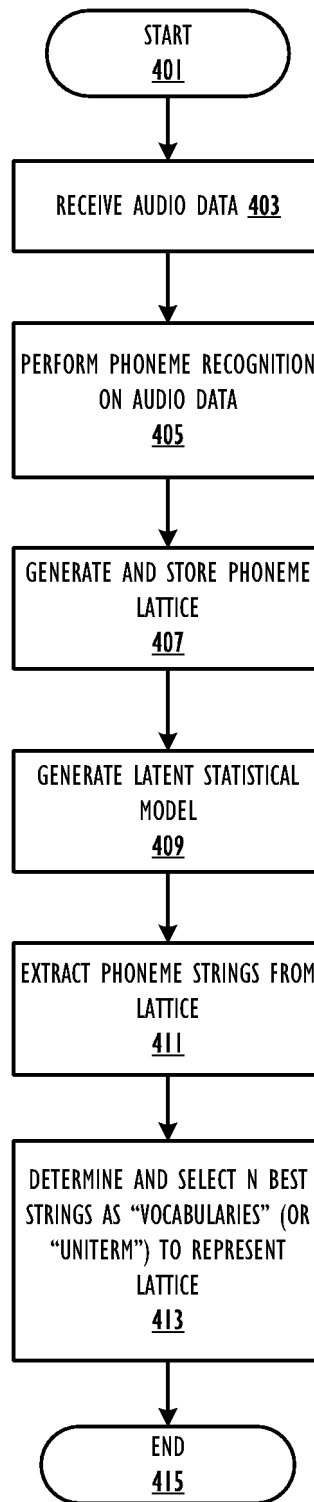 START
401
RECEIVE AUDIO DATA 403
PERFORM PHONEME RECOGNITION
ON AUDIO DATA
405
GENERATE AND STORE PHONEME
LATTICE
407
GENERATE LATENT STATISTICAL
MODEL
409
EXTRACT PHONEME STRINGS FROM
LATTICE
411
DETERMINE AND SELECT N BEST
STRINGS AS “VOCABULARIES” (OR
“UNITERM”) TO REPRESENT
LATTICE
413
END
415